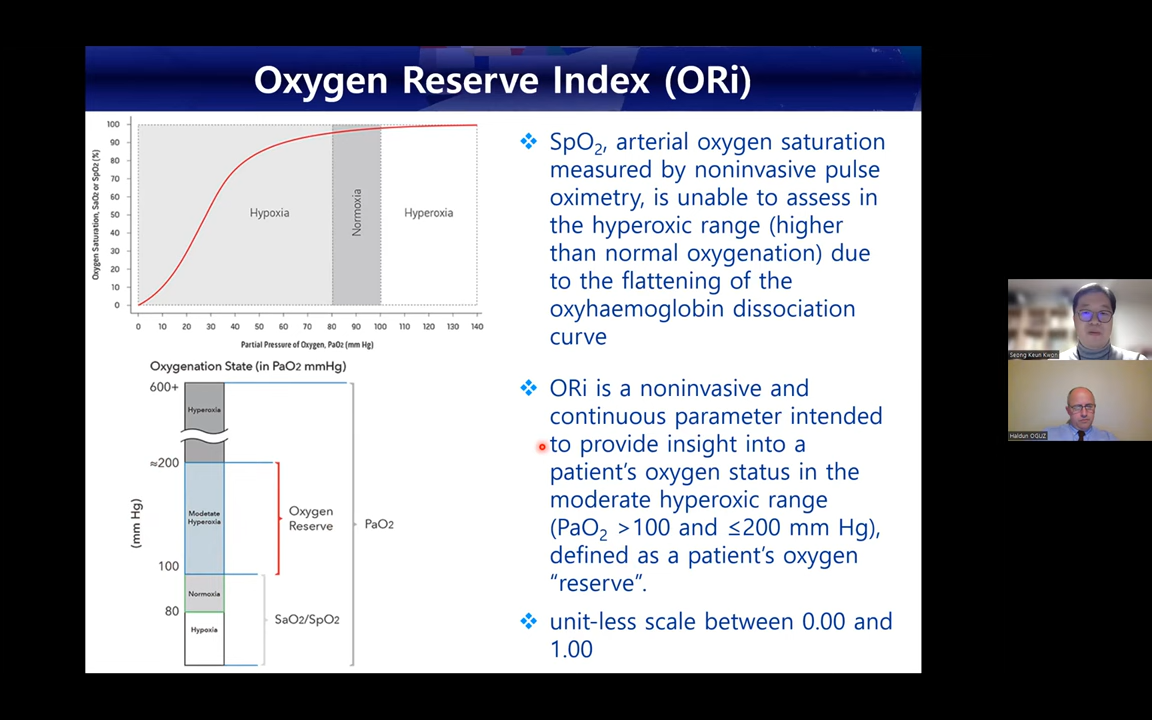 Oxygen Reserve Index (ORi)
Oxygen Saturation, SaO2 or SpO2 (%)
100
90
80
70
60
50
40
30
20
10
0
Hypoxia
Normoxia
Hyperoxia
0 10 20 30 40 50 60 70 80 90 100 110 120 130 140
Partial Pressure of Oxygen, PaO2 (mm Hg)
Oxygenation State (in PaO2 mmHg)
600+
Hyperoxia
≈200
Modetate
Hyperoxia
(mm Hg)
Oxygen
Reserve
PaO2
100
Normoxia
80
SaO2/SpO2
Hypoxia
❖ SpO2, arterial oxygen saturation
measured by noninvasive pulse
oximetry, is unable to assess in
the hyperoxic range (higher
than normal oxygenation) due
to the flattening of the
oxyhaemoglobin dissociation
curve
❖ ORi is a noninvasive and
continuous parameter intended
to provide insight into a
patient’s oxygen status in the
moderate hyperoxic range
(PaO2 >100 and ≤200 mm Hg),
defined as a patient’s oxygen
“reserve”.
❖ unit-less scale between 0.00 and
1.00
Seong Keun Kwon
Haldun OGUZ